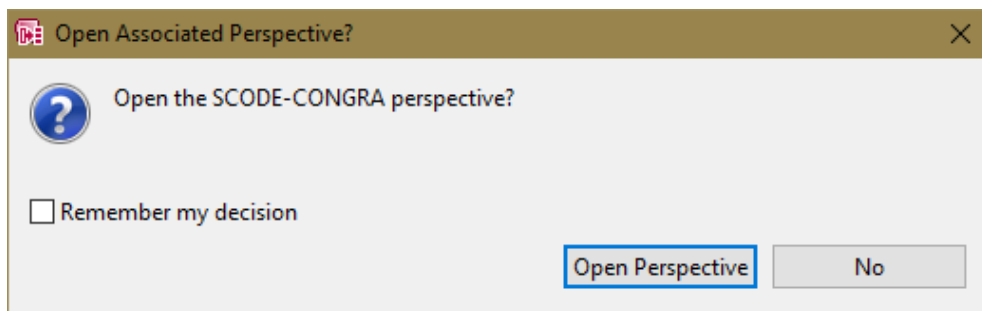 Open Associated Perspective?
Open the SCODE-CONGRA perspective?
Remember my decision
Open Perspective No